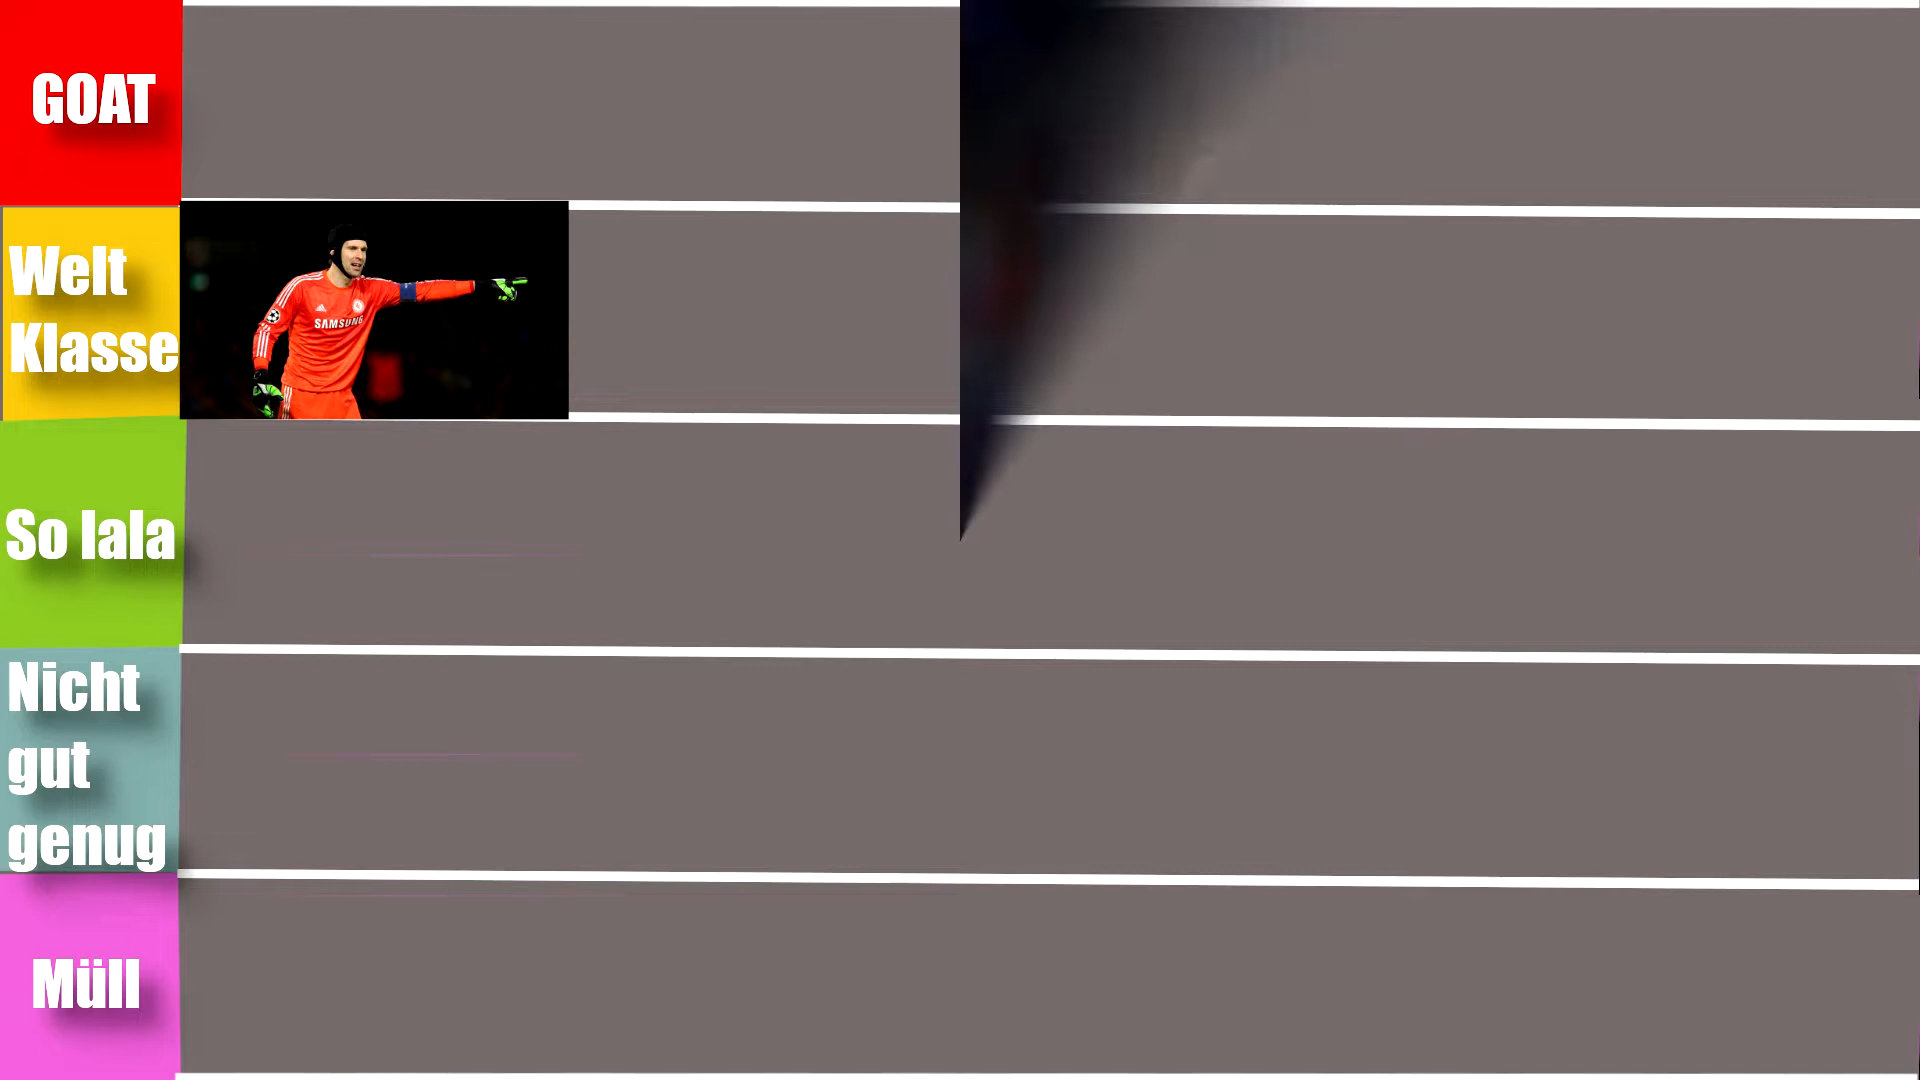 GOAT
Welt
Klasse
SAMSUNG
So lala
Nicht
gut
genug
Müll